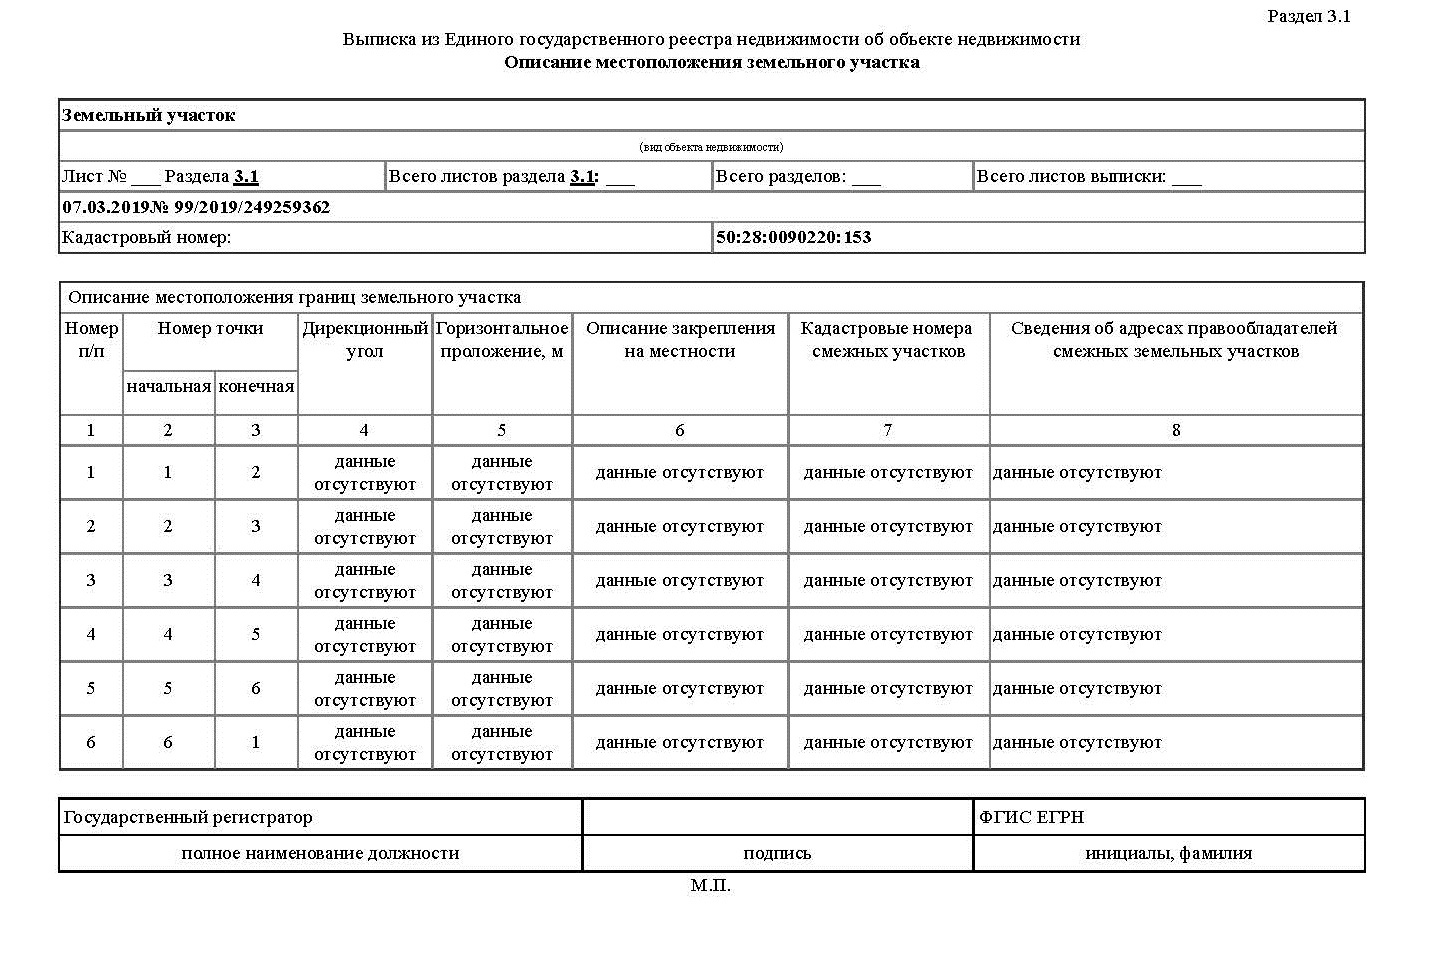 Раздел 3.1
Выписка из Единого государственного реестра недвижимости об объекте недвижимости
Описание местоположения земельного участка
Земельный участок
(вид объекта недвижимости)
Лист № ___ Раздела 3.1 Всего листов раздела 3.1: ___ Всего разделов: ___ Всего листов выписки: ___
07.03.2019№ 99/2019/249259362
Кадастровый номер: 50:28:0090220:153
Описание местоположения границ земельного участка
Номер Номер точки Дирекционный Горизонтальное Описание закрепления Кадастровые номера Сведения об адресах правообладателей
п/п угол проложение, м на местности смежных участков смежных земельных участков
начальная конечная
1 2 3 4 5 6 7 8
данные данные
1 1 2 данные отсутствуют данные отсутствуют данные отсутствуют
отсутствуют отсутствуют
данные данные
2 2 3 данные отсутствуют данные отсутствуют данные отсутствуют
отсутствуют отсутствуют
данные данные
3 3 4 данные отсутствуют данные отсутствуют данные отсутствуют
отсутствуют отсутствуют
данные данные
4 4 5 данные отсутствуют данные отсутствуют данные отсутствуют
отсутствуют отсутствуют
данные данные
5 5 6 данные отсутствуют данные отсутствуют данные отсутствуют
отсутствуют отсутствуют
данные данные
6 6 1 данные отсутствуют данные отсутствуют данные отсутствуют
отсутствуют отсутствуют
Государственный регистратор ФГИС ЕГРН
полное наименование должности подпись инициалы, фамилия
М.П.